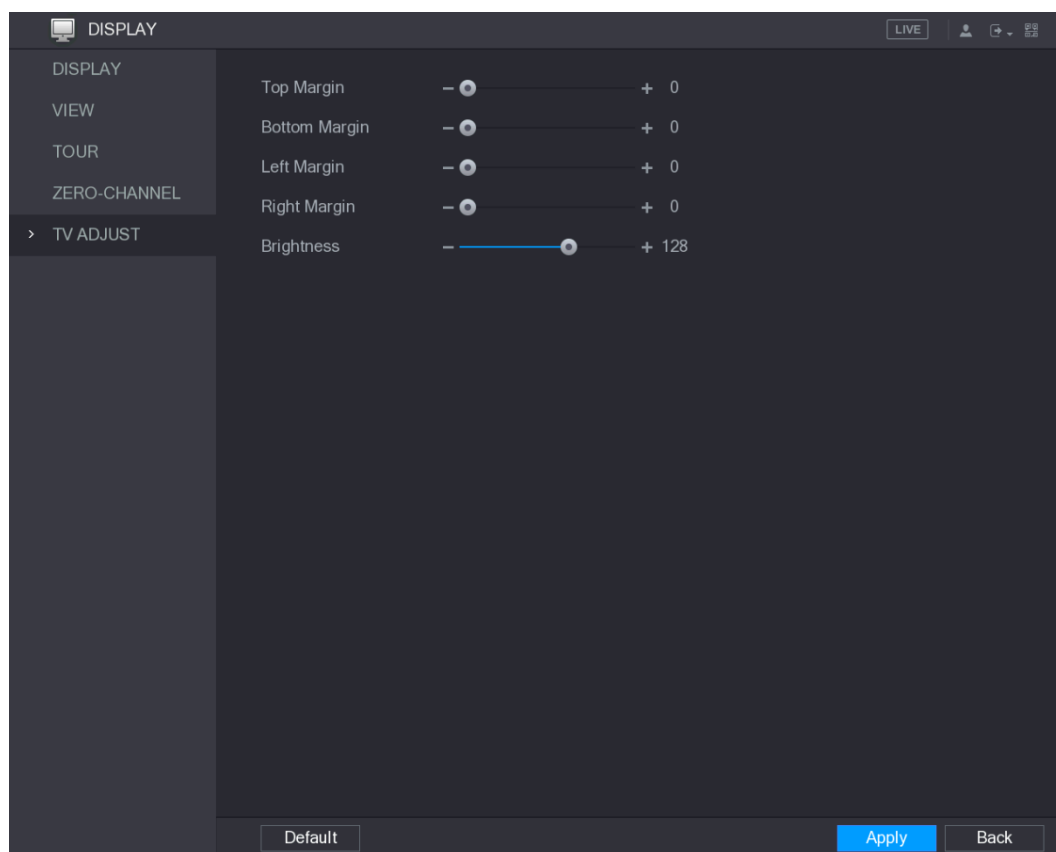 DISPLAY
LIVE
DISPLAY
VIEW
TOUR
ZERO-CHANNEL
> TV ADJUST
Top Margin - + 0
Bottom Margin - + 0
Left Margin - + 0
Right Margin - + 0
Brightness - + 128
Default Apply Back